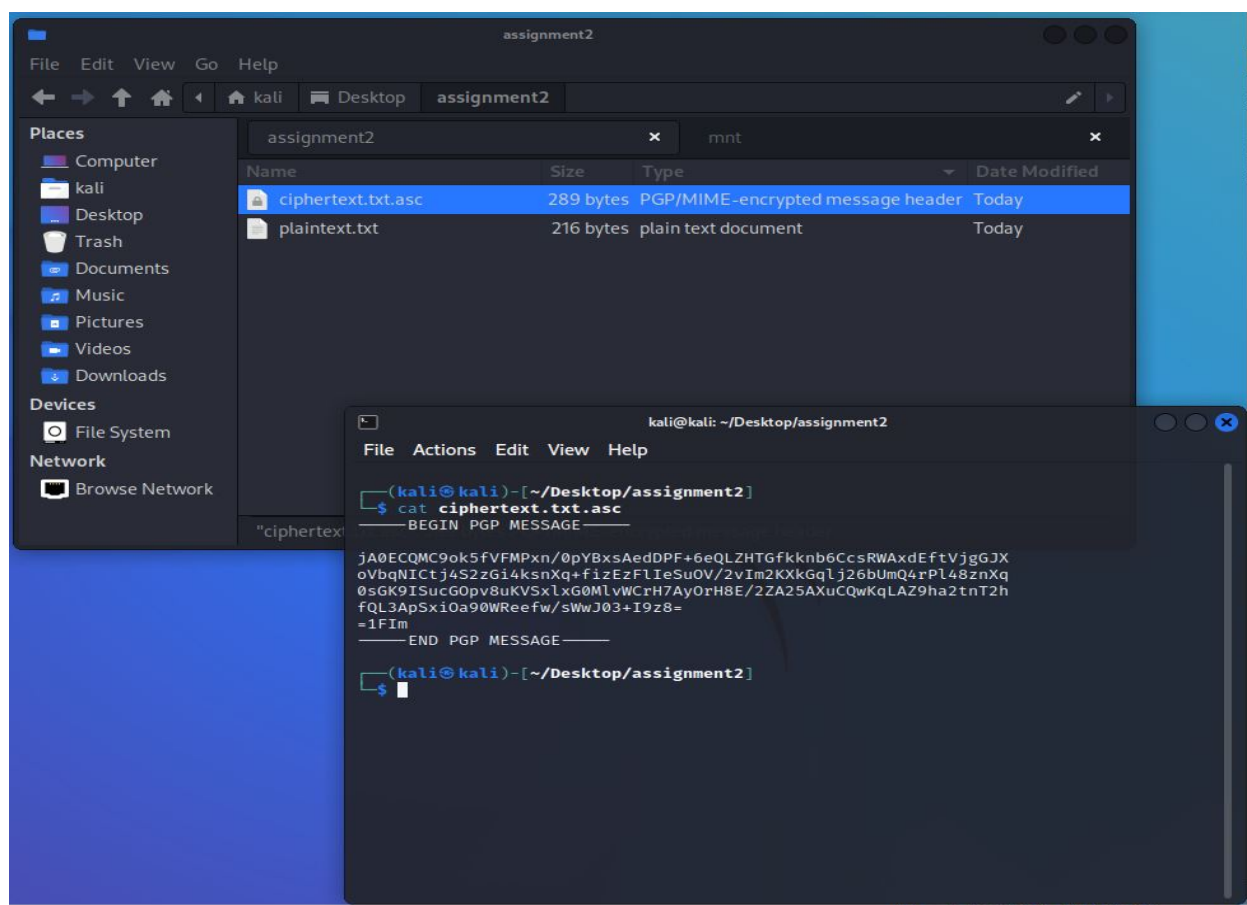 assignment2
File Edit View Go Help
kali Desktop assignment2
Places
Computer
kali
Desktop
Trash
Documents
Music
Pictures
Videos
Downloads
Devices
File System
Network
Browse Network
assignment2 mnt
Name Size Type Date Modified
ciphertext.txt.asc 289 bytes PGP/MIME-encrypted message header Today
plaintext.txt 216 bytes plain text document Today
"ciphertex
kali@kali: ~/Desktop/assignment2
File Actions Edit View Help
(kali㉿kali)-[~/Desktop/assignment2]
$ cat ciphertext.txt.asc
-----BEGIN PGP MESSAGE-----
jA0ECQMC9ok5fVFMPxn/0pYBxsAedDPF+6eQLZHTGfkknb6CcsRWAxdEftVjgGJX
oVbqNICtj4S2zGi4ksnXq+fizEzFlIeSuOV/2vIm2KXkGqlj26bUmQ4rPl48znXq
0sGK9ISucGOpv8uKVSxlxG0MlvWCrH7AyOrH8E/2ZA25AXuCQwKqLAZ9ha2tnT2h
fQL3ApSxiOa90WReefw/sWwJ03+I9z8=
=1FIm
-----END PGP MESSAGE-----
(kali㉿kali)-[~/Desktop/assignment2]
$